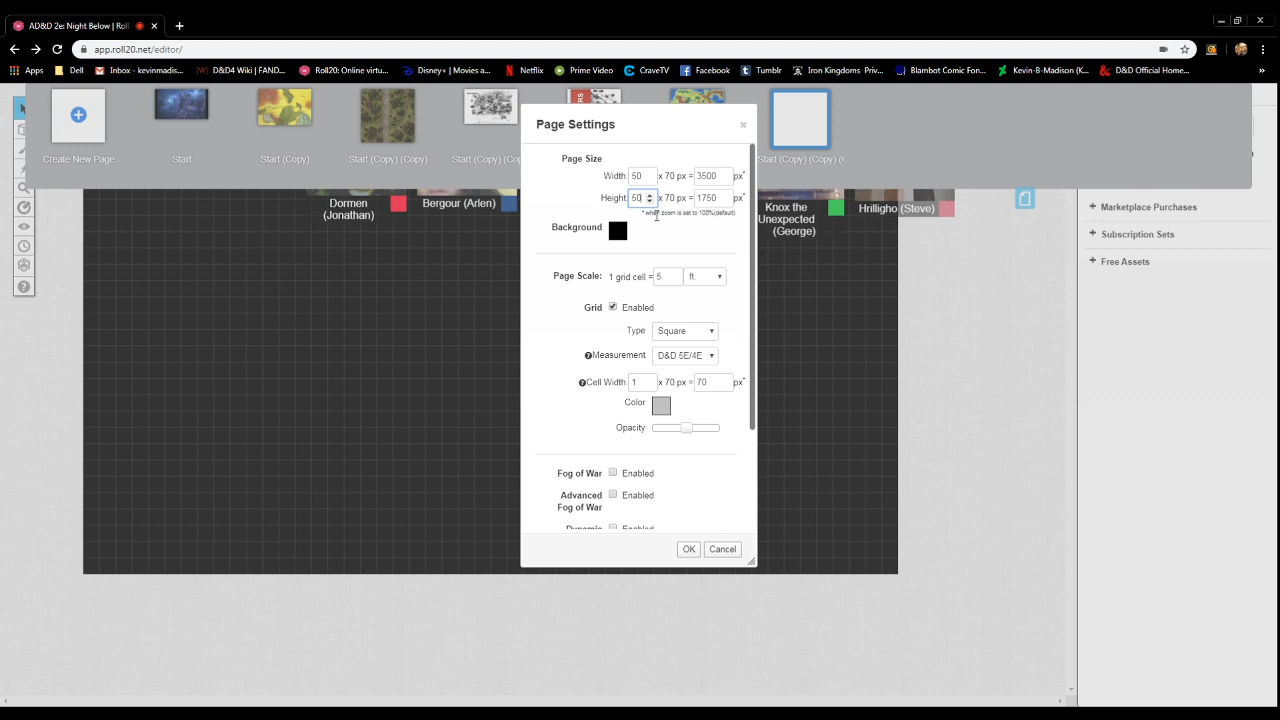 AD&D 2e: Night Below | Roll
app.roll20.net/editor/
Apps
Dell
Inbox - kevinmadis...
D&D4 Wiki | FAND...
Roll20: Online virtu...
Disney+ | Movies a...
Netflix
Prime Video
CraveTV
Facebook
Tumblr
Iron Kingdoms Priv...
Blambot Comic Fon...
Kevin-B-Madison (K...
D&D Official Home...
»
Create New Page
Start
Start (Copy)
Start (Copy) (Copy)
Start (Copy) (Cop
Start (Copy) (Copy) (C
Dormen
(Jonathan)
Bergour (Arlen)
Knox the
Unexpected
(George)
Hrilligho (Steve)
Page Settings
Page Size
Width: 50 x 70 px = 3500 px*
Height: 50 x 70 px = 1750 px*
* when zoom is set to 100%(default)
Background
Page Scale: 1 grid cell = 5 ft.
Grid Enabled
Type Square
Measurement D&D 5E/4E
Cell Width: 1 x 70 px = 70 px*
Color
Opacity
Fog of War Enabled
Advanced Enabled
Fog of War
Dynamic Enabled
OK Cancel
+ Marketplace Purchases
+ Subscription Sets
+ Free Assets